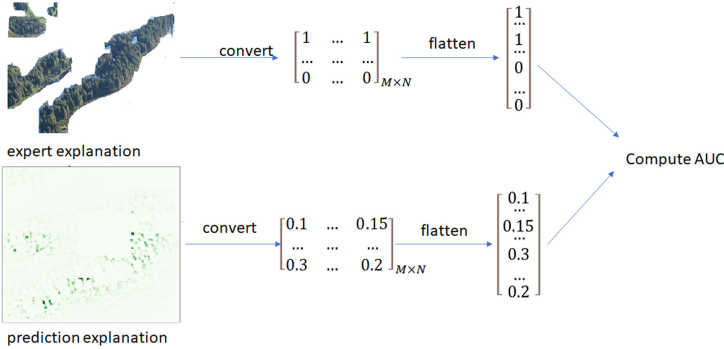 convert
flatten
1 ... 1
... ... ...
0 ... 0
M×N
1
...
1
...
0
...
0
expert explanation
Compute AUC
convert
flatten
0.1 ... 0.15
... ... ...
0.3 ... 0.2
M×N
0.1
...
0.15
...
0.3
...
0.2
prediction explanation